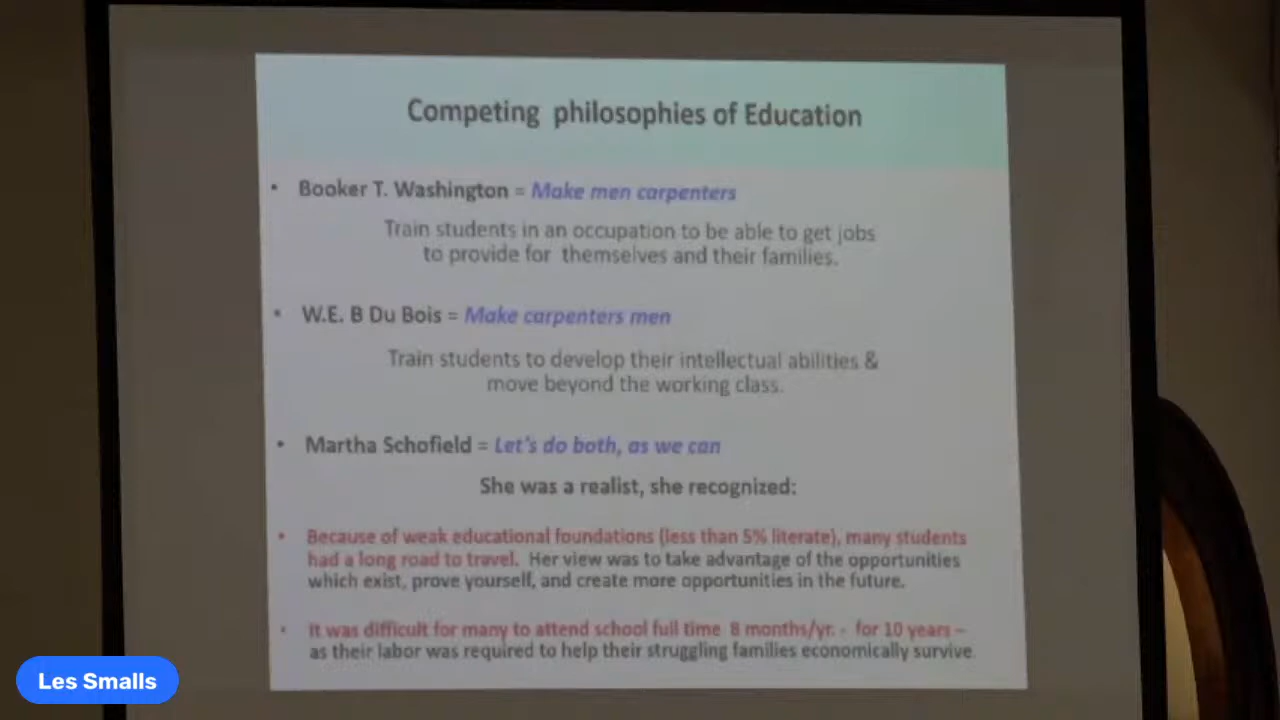 Competing philosophies of Education
• Booker T. Washington = Make men carpenters
Train students in an occupation to be able to get jobs
to provide for themselves and their families.
• W.E. B Du Bois = Make carpenters men
Train students to develop their intellectual abilities &
move beyond the working class.
• Martha Schofield = Let's do both, as we can
She was a realist, she recognized:
• Because of weak educational foundations (less than 5% literate), many students
had a long road to travel. Her view was to take advantage of the opportunities
which exist, prove yourself, and create more opportunities in the future.
• It was difficult for many to attend school full time 8 months/yr. - for 10 years –
as their labor was required to help their struggling families economically survive.
Les Smalls